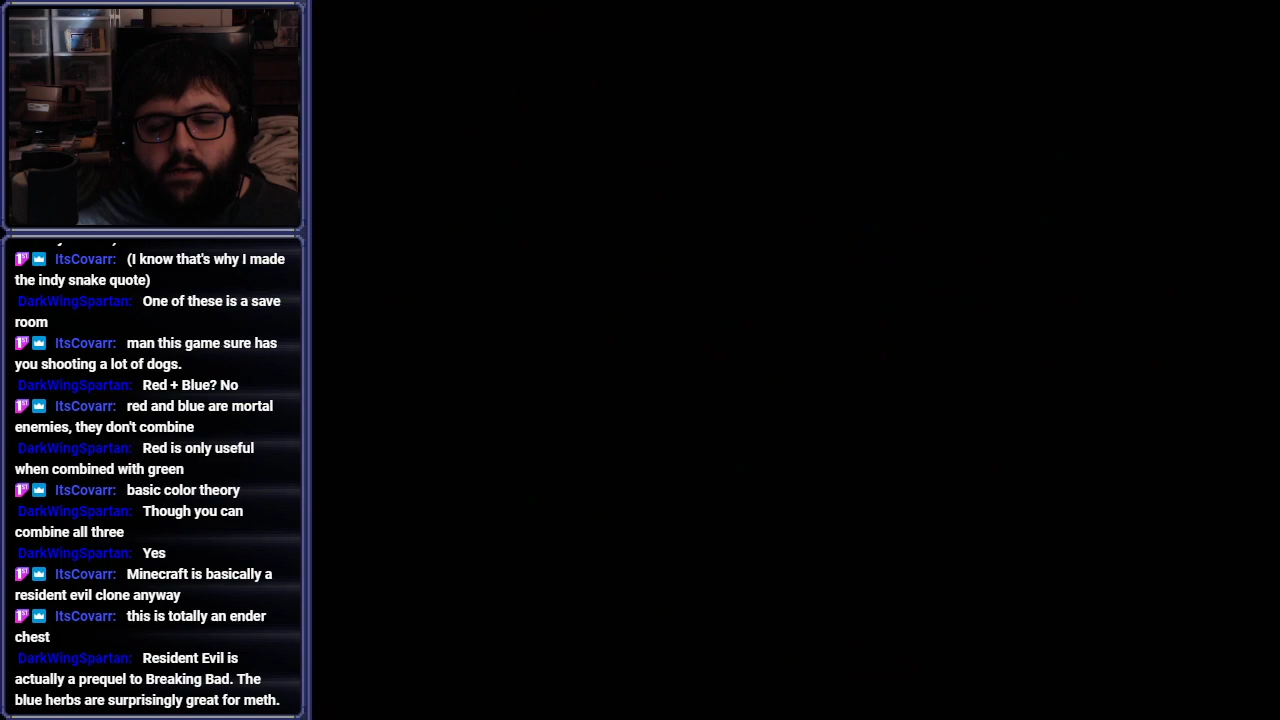 ItsCovarr: (I know that's why I made
the indy snake quote)
DarkWingSpartan: One of these is a save
room
ItsCovarr: man this game sure has
you shooting a lot of dogs.
DarkWingSpartan: Red + Blue? No
ItsCovarr: red and blue are mortal
enemies, they don't combine
DarkWingSpartan: Red is only useful
when combined with green
ItsCovarr: basic color theory
DarkWingSpartan: Though you can
combine all three
DarkWingSpartan: Yes
ItsCovarr: Minecraft is basically a
resident evil clone anyway
ItsCovarr: this is totally an ender
chest
DarkWingSpartan: Resident Evil is
actually a prequel to Breaking Bad. The
blue herbs are surprisingly great for meth.